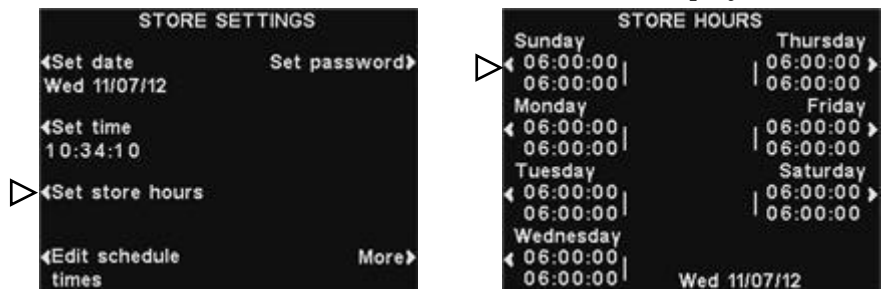 STORE SETTINGS
Set date
Set password
Wed 11/07/12
Set time
10:34:10
Set store hours
Edit schedule
times
More
STORE HOURS
Sunday
06:00:00
06:00:00
Monday
06:00:00
06:00:00
Tuesday
06:00:00
06:00:00
Wednesday
06:00:00
06:00:00
Thursday
06:00:00
06:00:00
Friday
06:00:00
06:00:00
Saturday
06:00:00
06:00:00
Wed 11/07/12